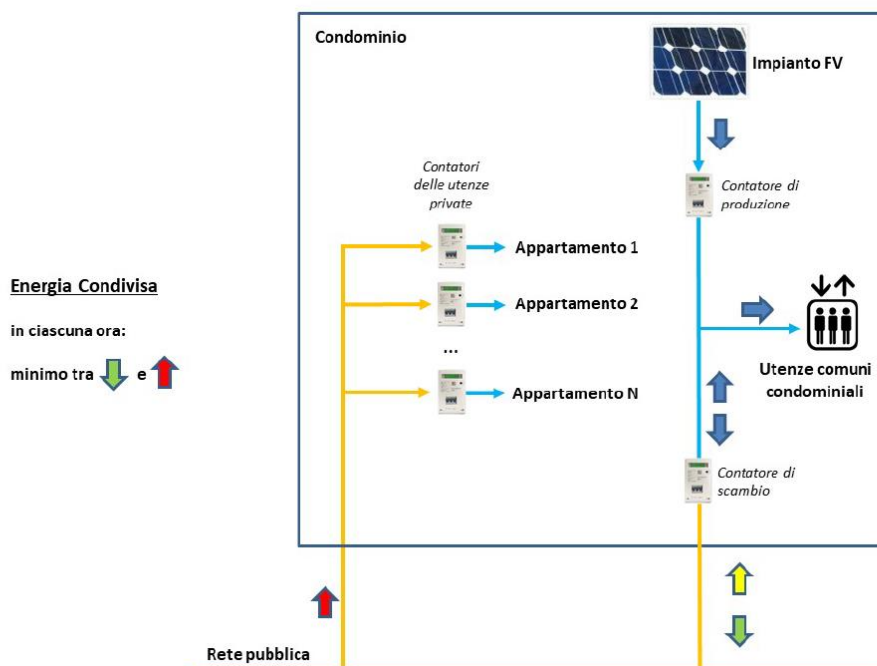 Condominio
Impianto FV
Contatori
delle utenze
private
Contatore di
produzione
Appartamento 1
Energia Condivisa
Appartamento 2
in ciascuna ora:
...
minimo tra e
Utenze comuni
condominiali
Appartamento N
Contatore di
scambio
Rete pubblica